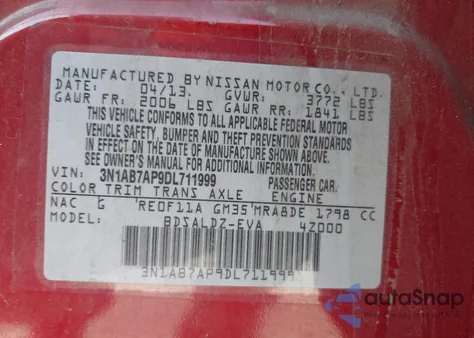 MANUFACTURED BY NISSAN MOTOR CO., LTD.
DATE: 04/13. GVWR: 3772 LBS
GAWR FR: 2006 LBS GAWR RR: 1841 LBS
THIS VEHICLE CONFORMS TO ALL APPLICABLE FEDERAL MOTOR
VEHICLE SAFETY, BUMPER AND THEFT PREVENTION STANDARDS
IN EFFECT ON THE DATE OF MANUFACTURE SHOWN ABOVE.
SEE OWNER'S MANUAL FOR ADDITIONAL INFORMATION.
VIN: 3N1AB7AP9DL711999 PASSENGER CAR.
COLOR TRIM TRANS AXLE ENGINE
NAC G RE0F11A GM35 MRA8DE 1798 CC
MODEL: BDSALDZ-EVA 4Z000
3N1AB7AP9DL711999
autoSnap